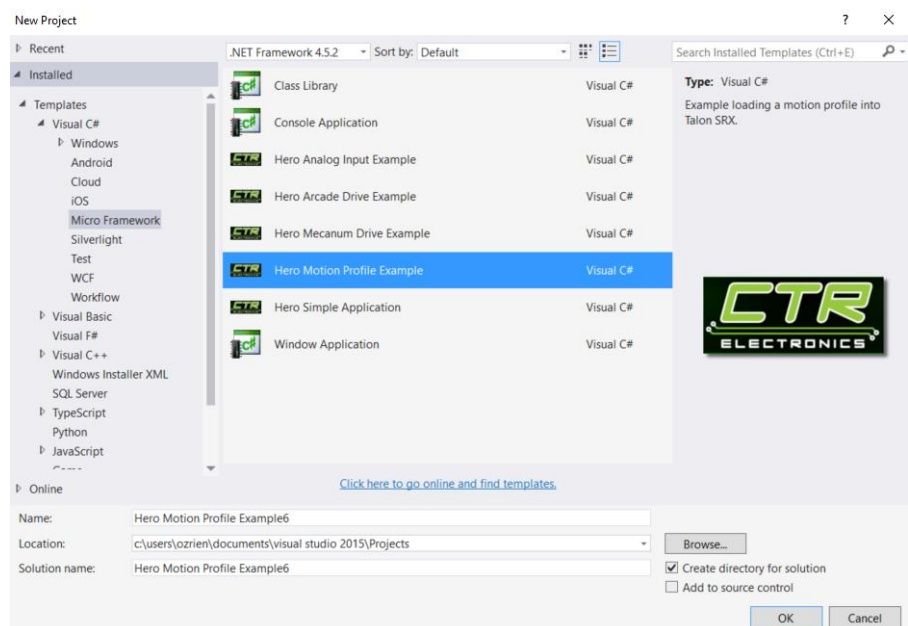 New Project
? ×
Recent
.NET Framework 4.5.2
Sort by: Default
Search Installed Templates (Ctrl+E)
Installed
Templates
Visual C#
Windows
Android
Cloud
iOS
Micro Framework
Silverlight
Test
WCF
Workflow
Visual Basic
Visual F#
Visual C++
Windows Installer XML
SQL Server
TypeScript
Python
JavaScript
Online
Class Library Visual C#
Console Application Visual C#
Hero Analog Input Example Visual C#
Hero Arcade Drive Example Visual C#
Hero Mecanum Drive Example Visual C#
Hero Motion Profile Example Visual C#
Hero Simple Application Visual C#
Window Application Visual C#
Click here to go online and find templates.
Type: Visual C#
Example loading a motion profile into
Talon SRX.
CTR
ELECTRONICS
Name: Hero Motion Profile Example6
Location: c:\users\ozrien\documents\visual studio 2015\Projects
Browse...
Solution name: Hero Motion Profile Example6
Create directory for solution
Add to source control
OK Cancel